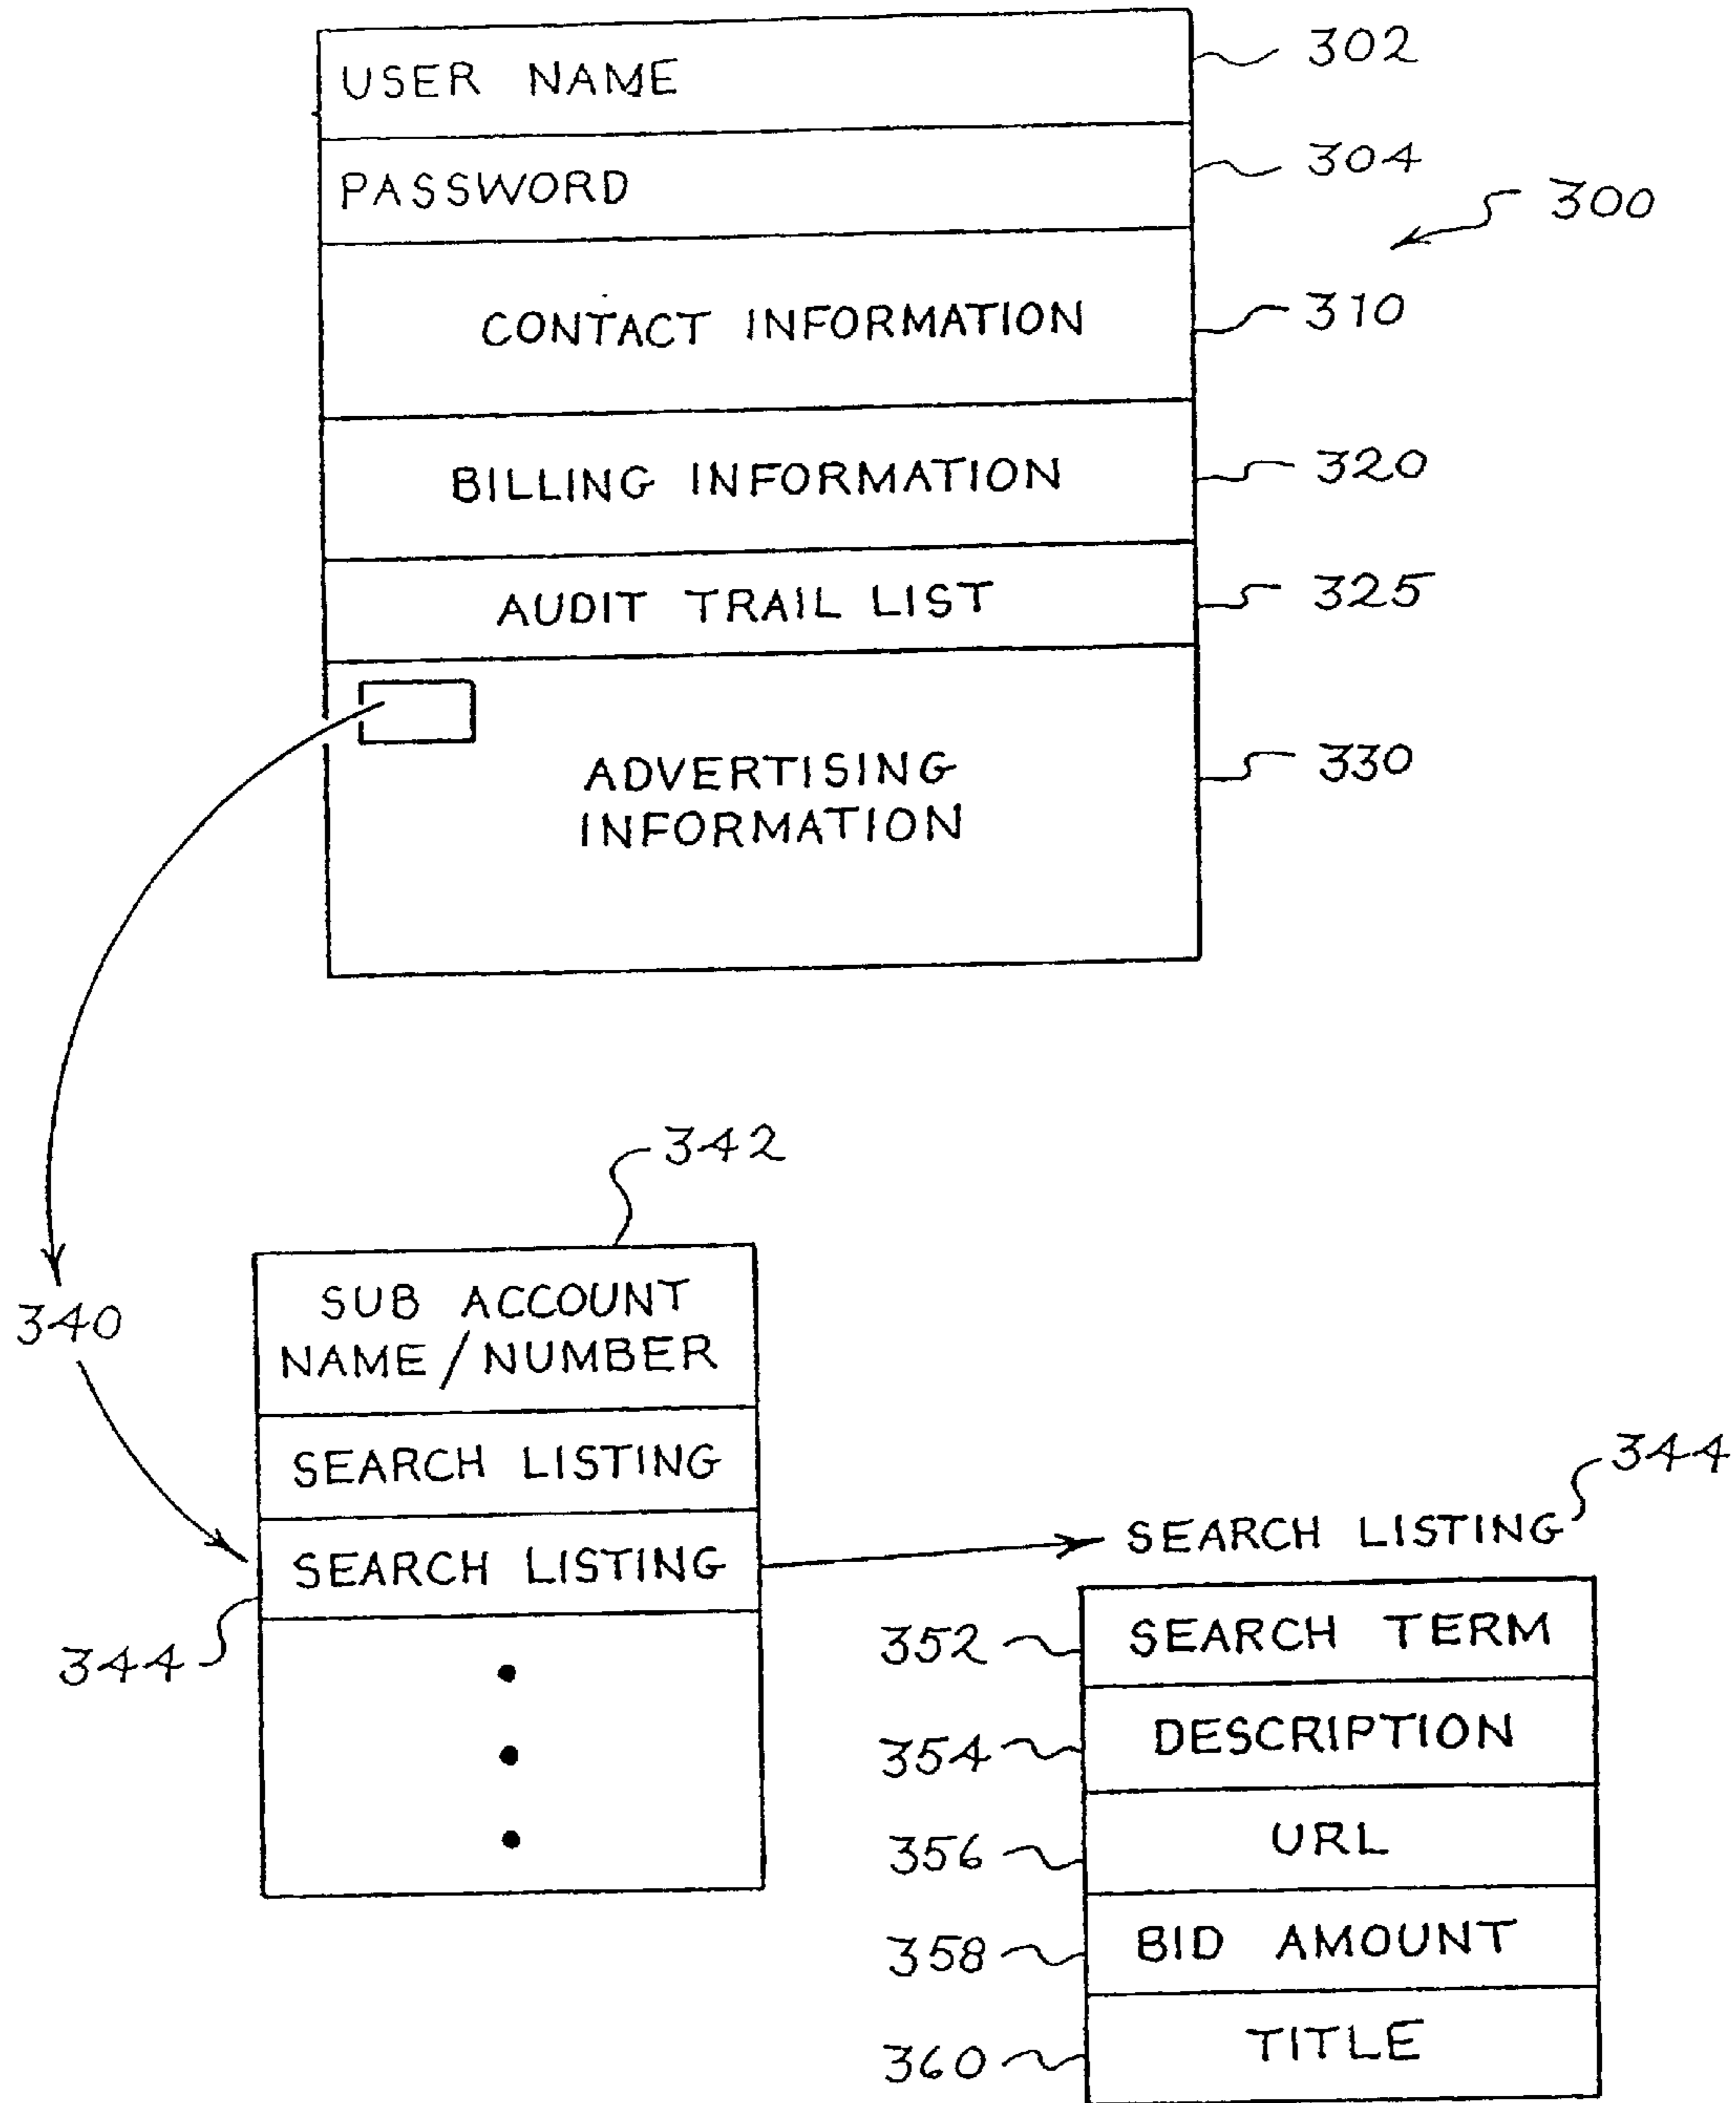 USER NAME 302
PASSWORD 304
300
CONTACT INFORMATION 310
BILLING INFORMATION 320
AUDIT TRAIL LIST 325
ADVERTISING
INFORMATION
330
342
SUB ACCOUNT
NAME/NUMBER
340
SEARCH LISTING
SEARCH LISTING
344
344
SEARCH LISTING
352 SEARCH TERM
354 DESCRIPTION
356 URL
358 BID AMOUNT
360 TITLE